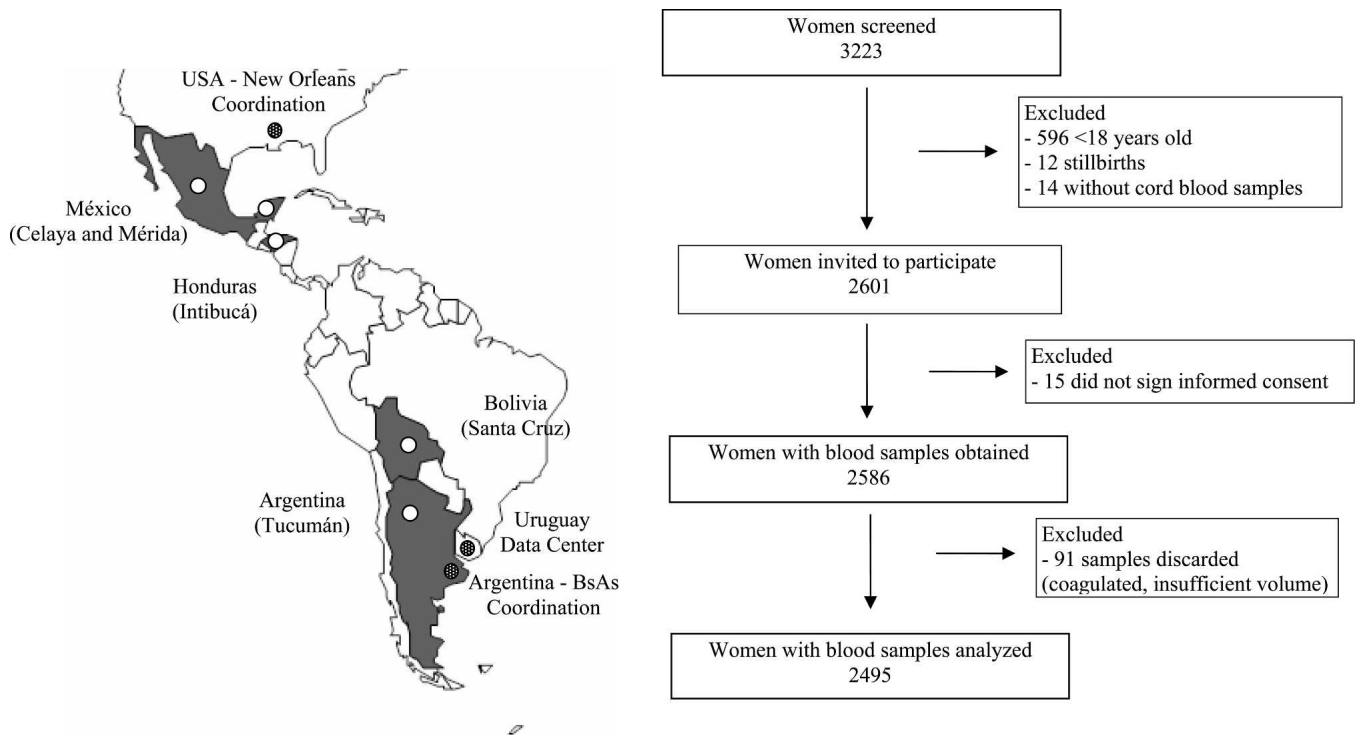 USA - New Orleans
Coordination
México
(Celaya and Mérida)
Honduras
(Intibucá)
Bolivia
(Santa Cruz)
Argentina
(Tucumán)
Uruguay
Data Center
Argentina - BsAs
Coordination
Women screened
3223
Excluded
- 596 <18 years old
- 12 stillbirths
- 14 without cord blood samples
Women invited to participate
2601
Excluded
- 15 did not sign informed consent
Women with blood samples obtained
2586
Excluded
- 91 samples discarded
(coagulated, insufficient volume)
Women with blood samples analyzed
2495